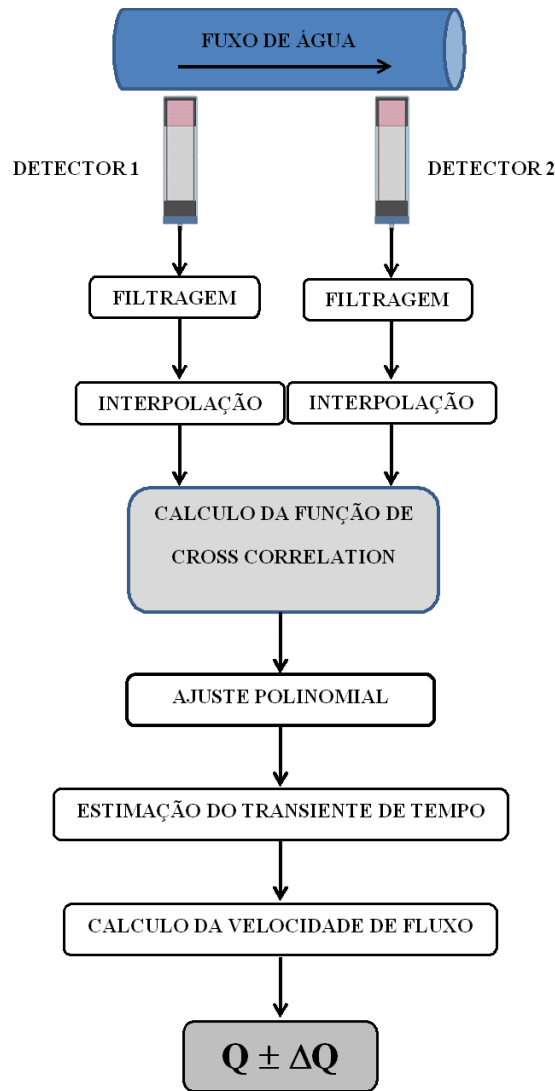 FUXO DE ÁGUA
DETECTOR 1
DETECTOR 2
FILTRAGEM
FILTRAGEM
INTERPOLAÇÃO
INTERPOLAÇÃO
CALCULO DA FUNÇÃO DE
CROSS CORRELATION
AJUSTE POLINOMIAL
ESTIMAÇÃO DO TRANSIENTE DE TEMPO
CALCULO DA VELOCIDADE DE FLUXO
Q ± ΔQ